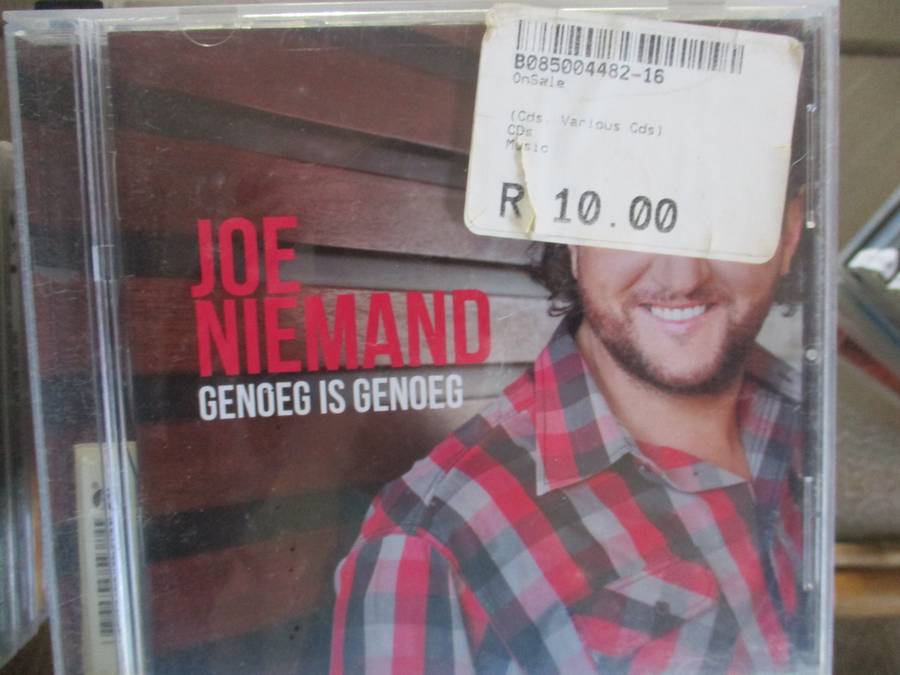 B085004482-16
OnSale
(Cds. Various Cds)
CDs
Music
R 10.00
JOE
NIEMAND
GENOEG IS GENOEG